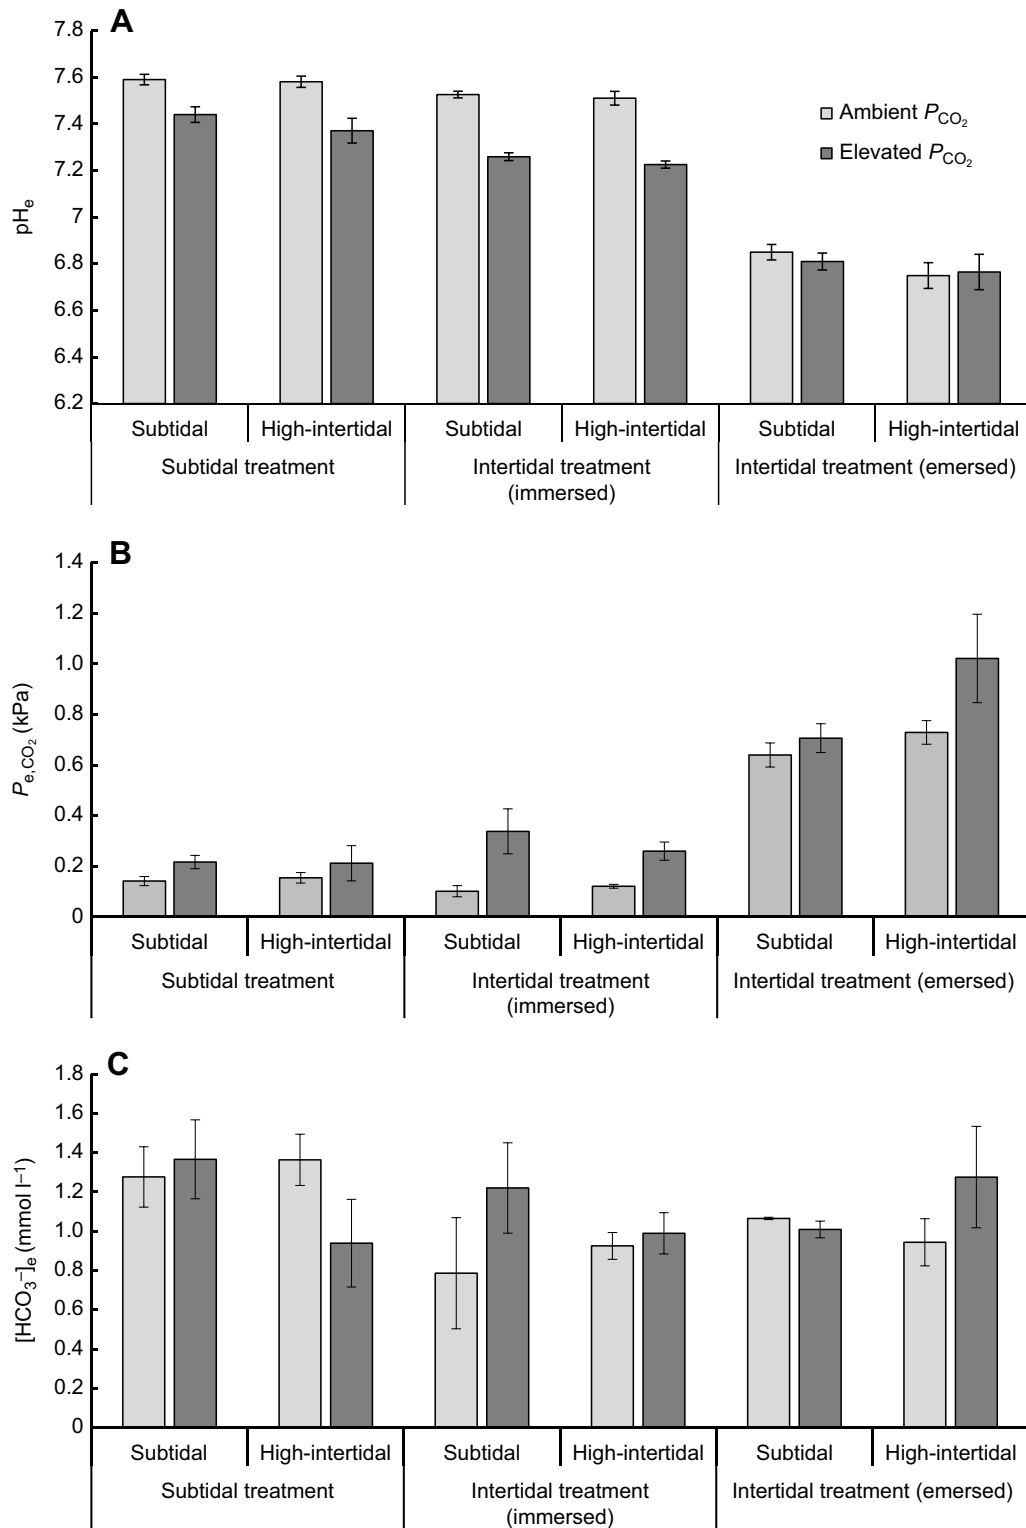 A
7.8
7.6
7.4
7.2
7
6.8
6.6
6.4
6.2
pHe
Ambient PCO2
Elevated PCO2
Subtidal High-intertidal Subtidal High-intertidal Subtidal High-intertidal
Subtidal treatment Intertidal treatment (immersed) Intertidal treatment (emersed)
B
1.4
1.2
1.0
0.8
0.6
0.4
0.2
0
Pe,CO2 (kPa)
Subtidal High-intertidal Subtidal High-intertidal Subtidal High-intertidal
Subtidal treatment Intertidal treatment (immersed) Intertidal treatment (emersed)
C
1.8
1.6
1.4
1.2
1.0
0.8
0.6
0.4
0.2
0
[HCO3−]e (mmol l−1)
Subtidal High-intertidal Subtidal High-intertidal Subtidal High-intertidal
Subtidal treatment Intertidal treatment (immersed) Intertidal treatment (emersed)